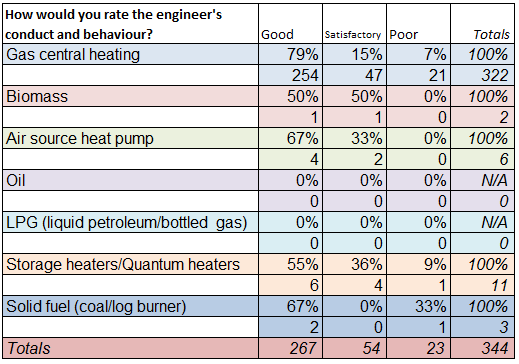 How would you rate the engineer's
conduct and behaviour? Good Satisfactory Poor Totals
Gas central heating 79% 15% 7% 100%
254 47 21 322
Biomass 50% 50% 0% 100%
1 1 0 2
Air source heat pump 67% 33% 0% 100%
4 2 0 6
Oil 0% 0% 0% N/A
0 0 0 0
LPG (liquid petroleum/bottled gas) 0% 0% 0% N/A
0 0 0 0
Storage heaters/Quantum heaters 55% 36% 9% 100%
6 4 1 11
Solid fuel (coal/log burner) 67% 0% 33% 100%
2 0 1 3
Totals 267 54 23 344